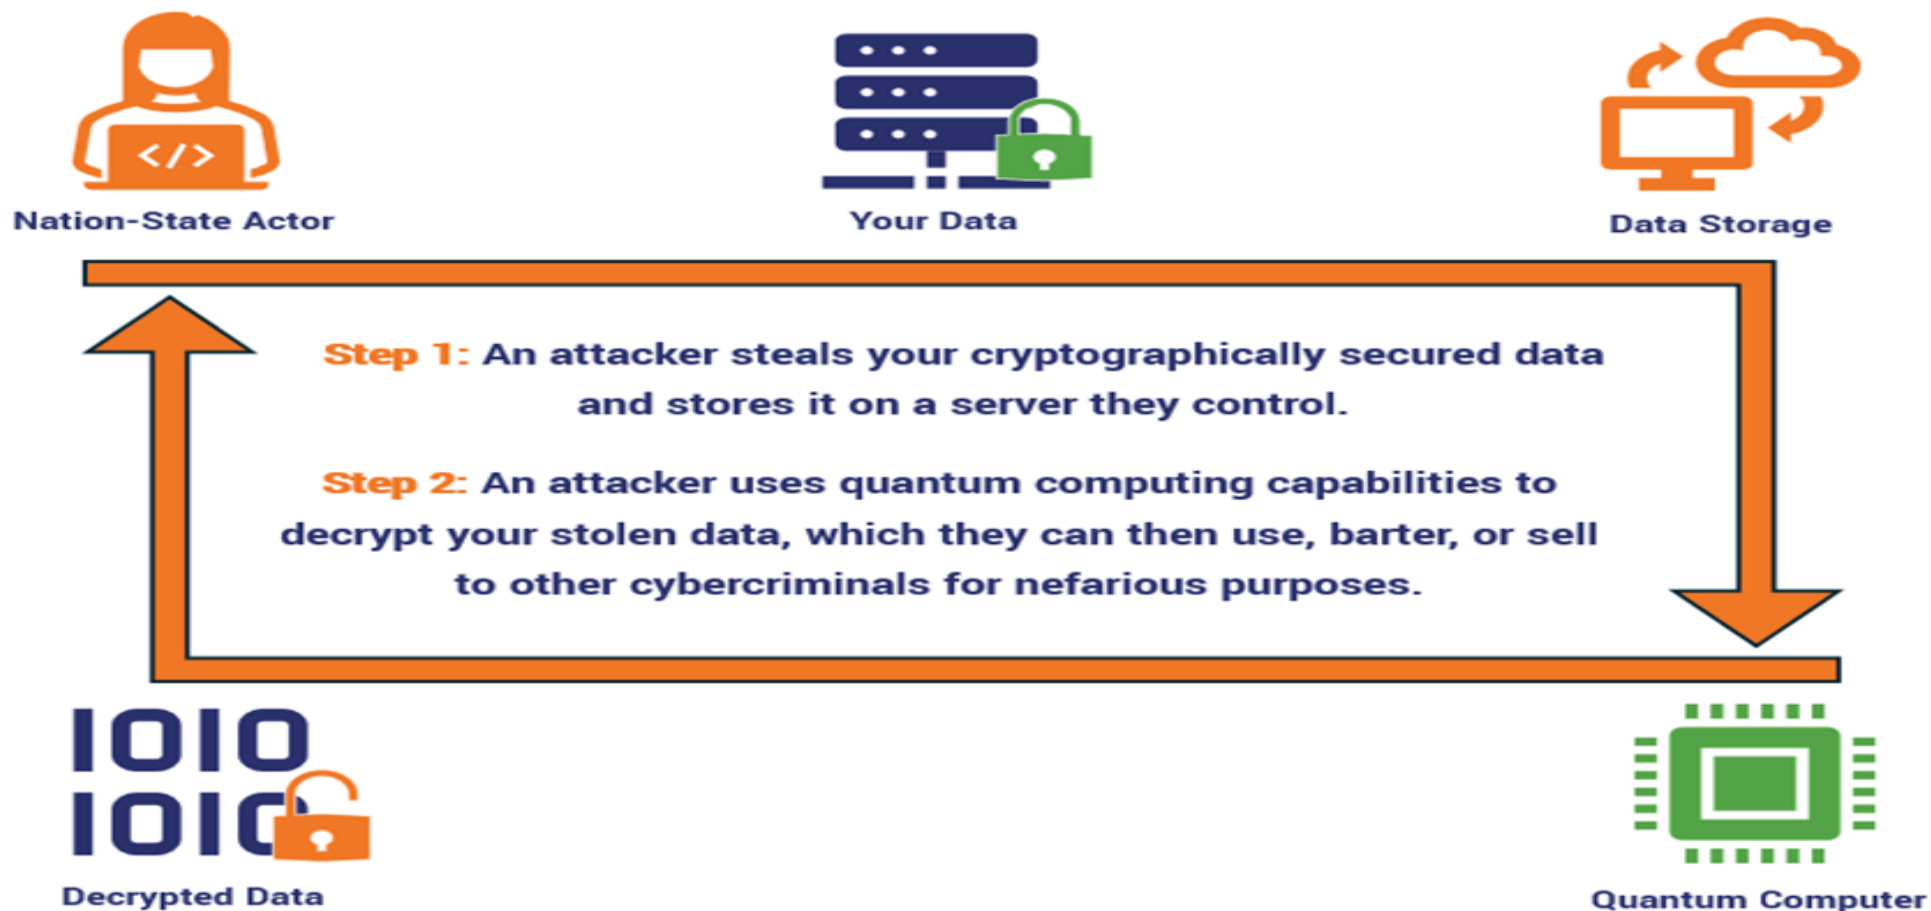 </>
Nation-State Actor
Your Data
Data Storage
Step 1: An attacker steals your cryptographically secured data
and stores it on a server they control.
Step 2: An attacker uses quantum computing capabilities to
decrypt your stolen data, which they can then use, barter, or sell
to other cybercriminals for nefarious purposes.
IOIO
IOIO
Decrypted Data
Quantum Computer